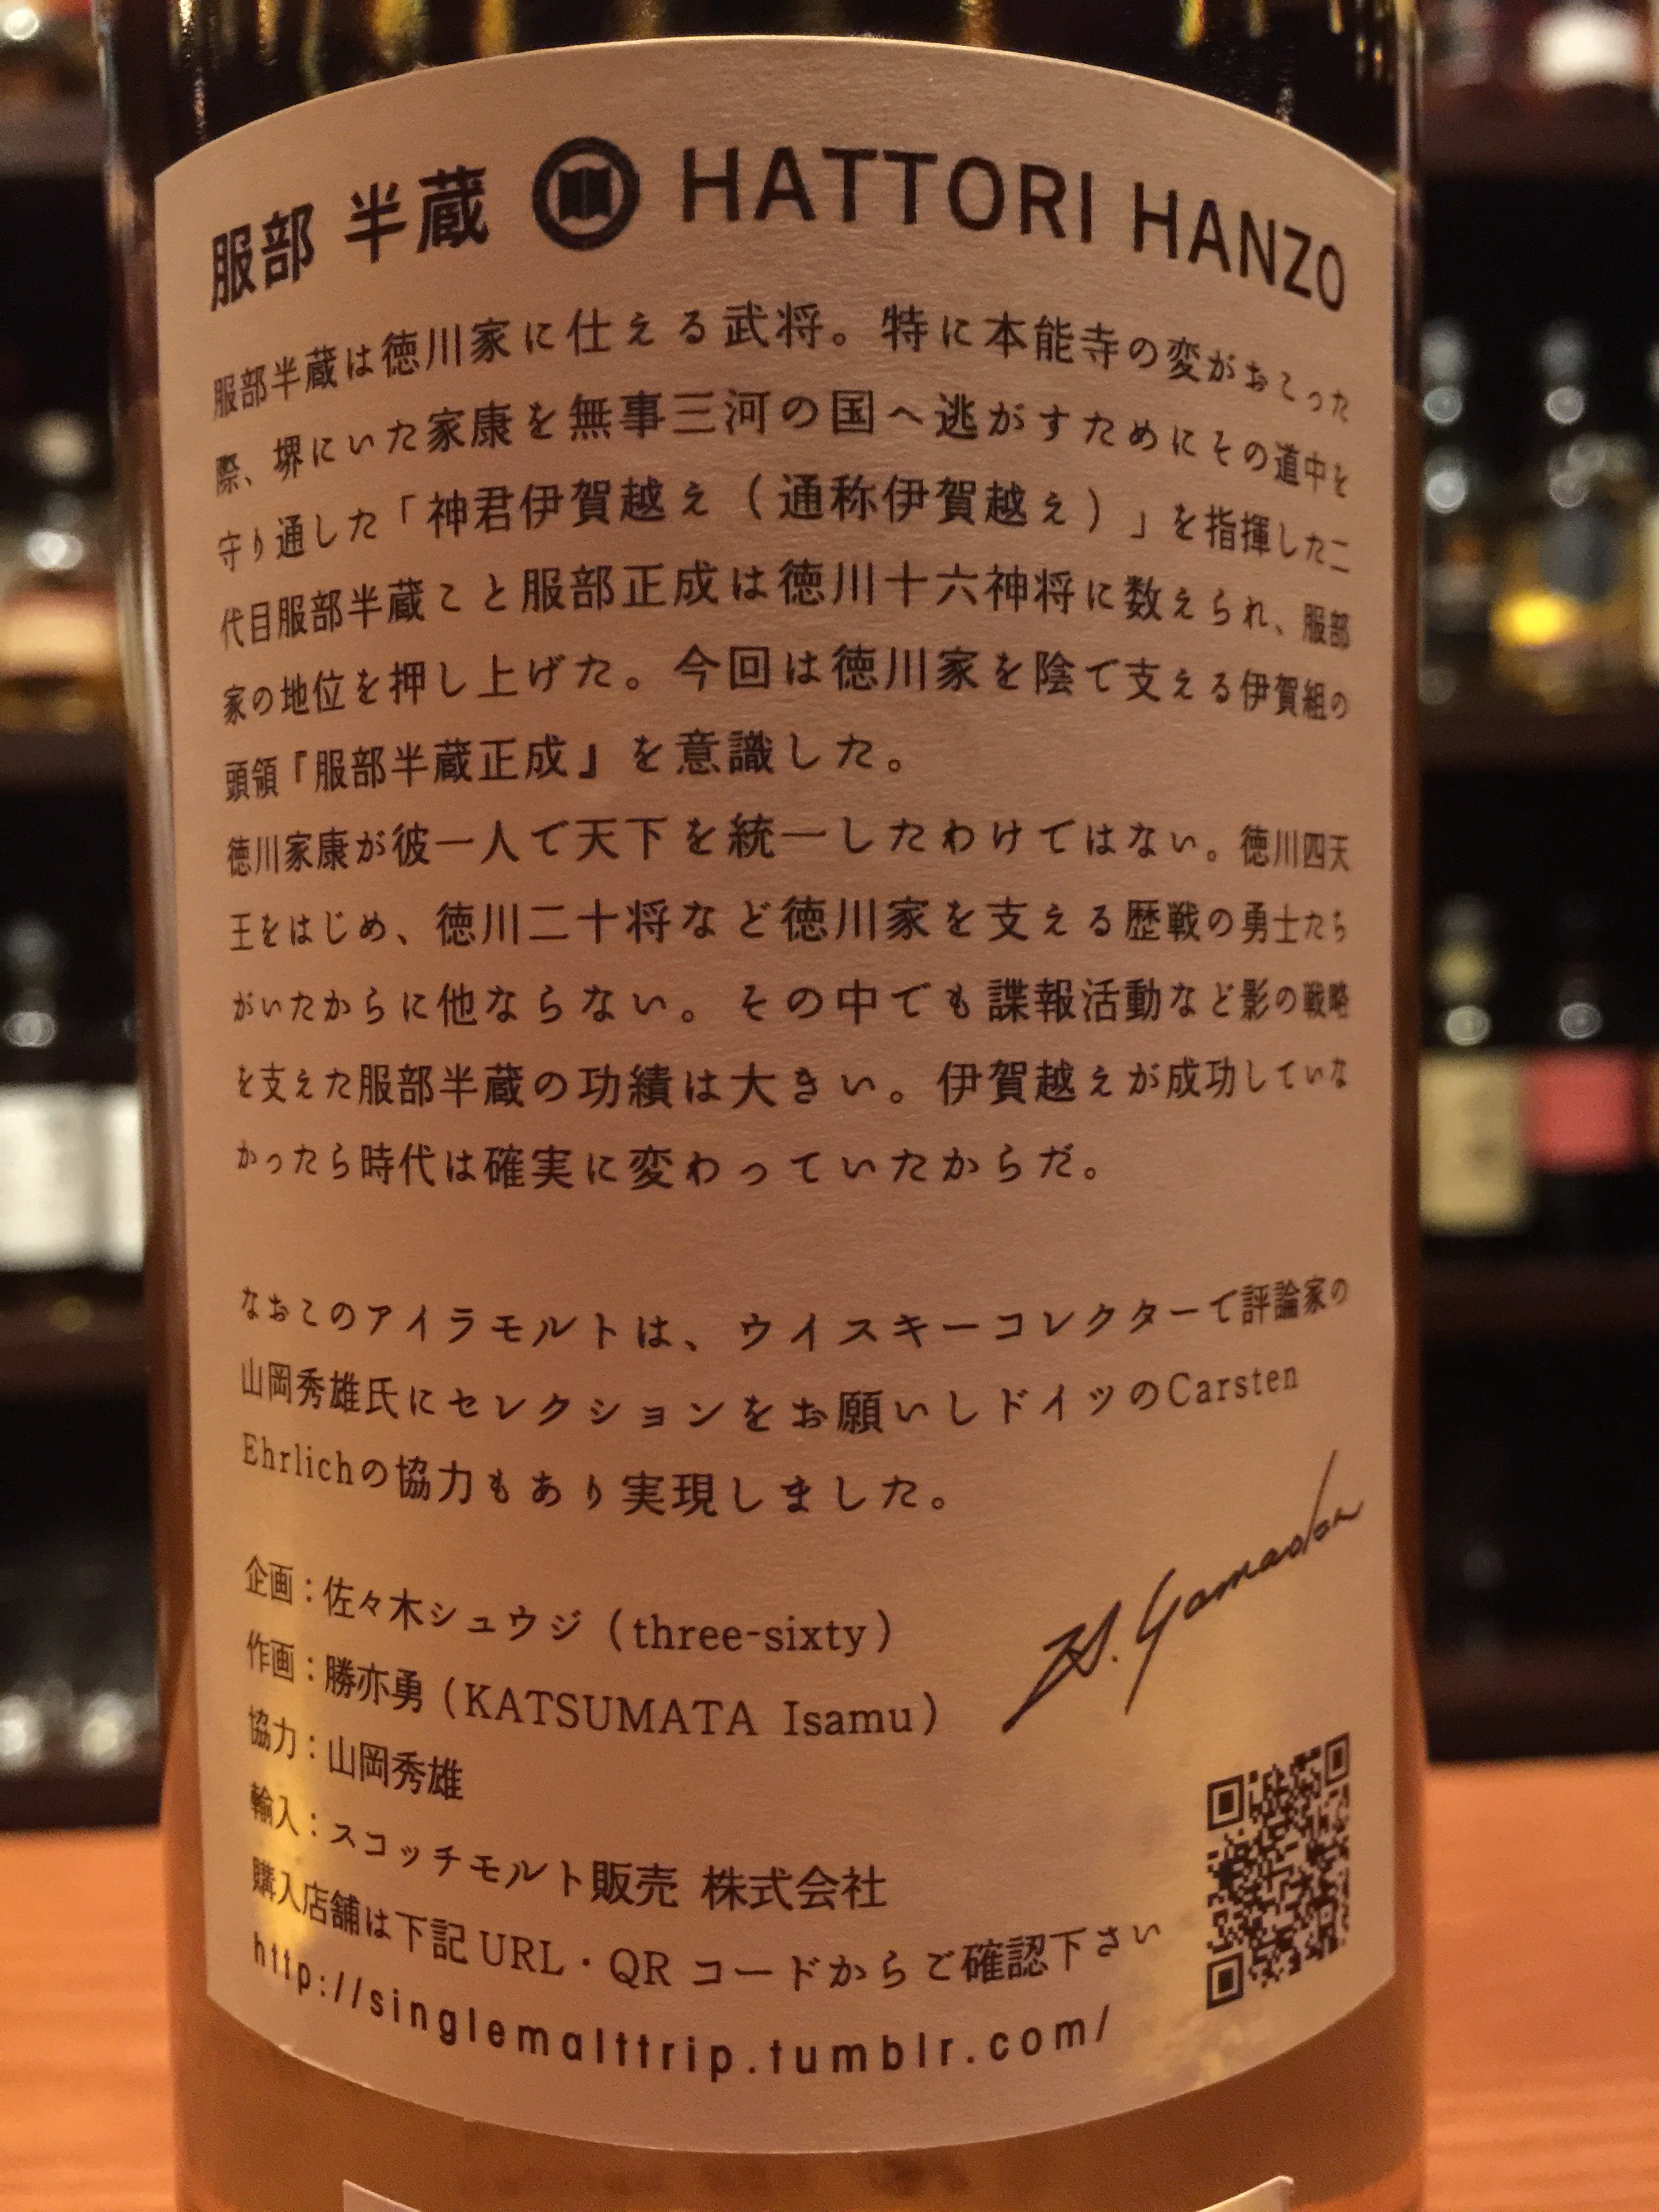 服部 半蔵 HATTORI HANZO
服部半蔵は徳川家に仕える武将。特に本能寺の変がおこった
際、堺にいた家康を無事三河の国へ逃がすためにその道中を
守り通した「神君伊賀越え（通称伊賀越え）」を指揮した二
代目服部半蔵こと服部正成は徳川十六神将に数えられ、服部
家の地位を押し上げた。今回は徳川家を陰で支える伊賀組の
頭領『服部半蔵正成』を意識した。
徳川家康が彼一人で天下を統一したわけではない。徳川四天
王をはじめ、徳川二十将など徳川家を支える歴戦の勇士たち
がいたからに他ならない。その中でも諜報活動など影の戦略
を支えた服部半蔵の功績は大きい。伊賀越えが成功していな
かったら時代は確実に変わっていたからだ。
なおこのアイラモルトは、ウイスキーコレクターで評論家の
山岡秀雄氏にセレクションをお願いしドイツのCarsten
Ehrlichの協力もあり実現しました。
H. Yamaoka
企画：佐々木シュウジ（three-sixty）
作画：勝亦勇（KATSUMATA Isamu）
協力：山岡秀雄
輸入：スコッチモルト販売 株式会社
購入店舗は下記 URL・QR コードからご確認下さい
http://singlemalttrip.tumblr.com/